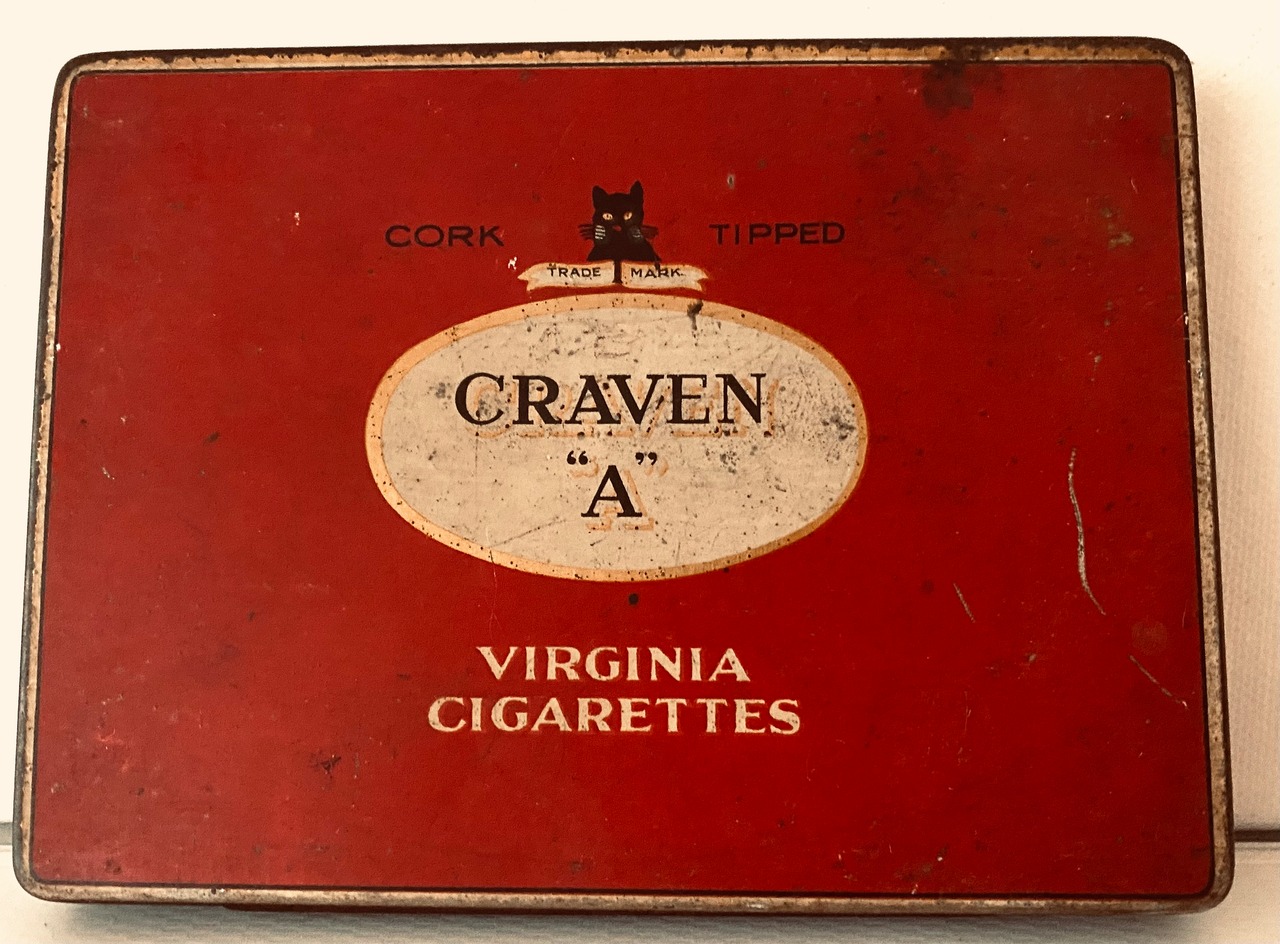 CORK TIPPED
TRADE MARK
CRAVEN
"A"
VIRGINIA
CIGARETTES